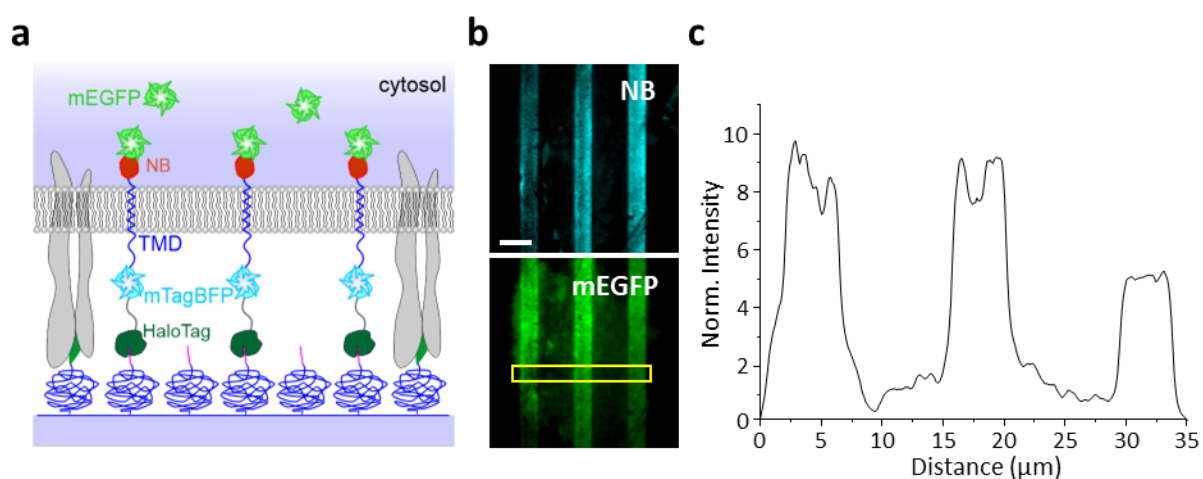 a
cytosol
mEGFP
NB
TMD
mTagBFP
HaloTag
b
NB
mEGFP
c
Norm. Intensity
10
8
6
4
2
0
0 5 10 15 20 25 30 35
Distance (µm)